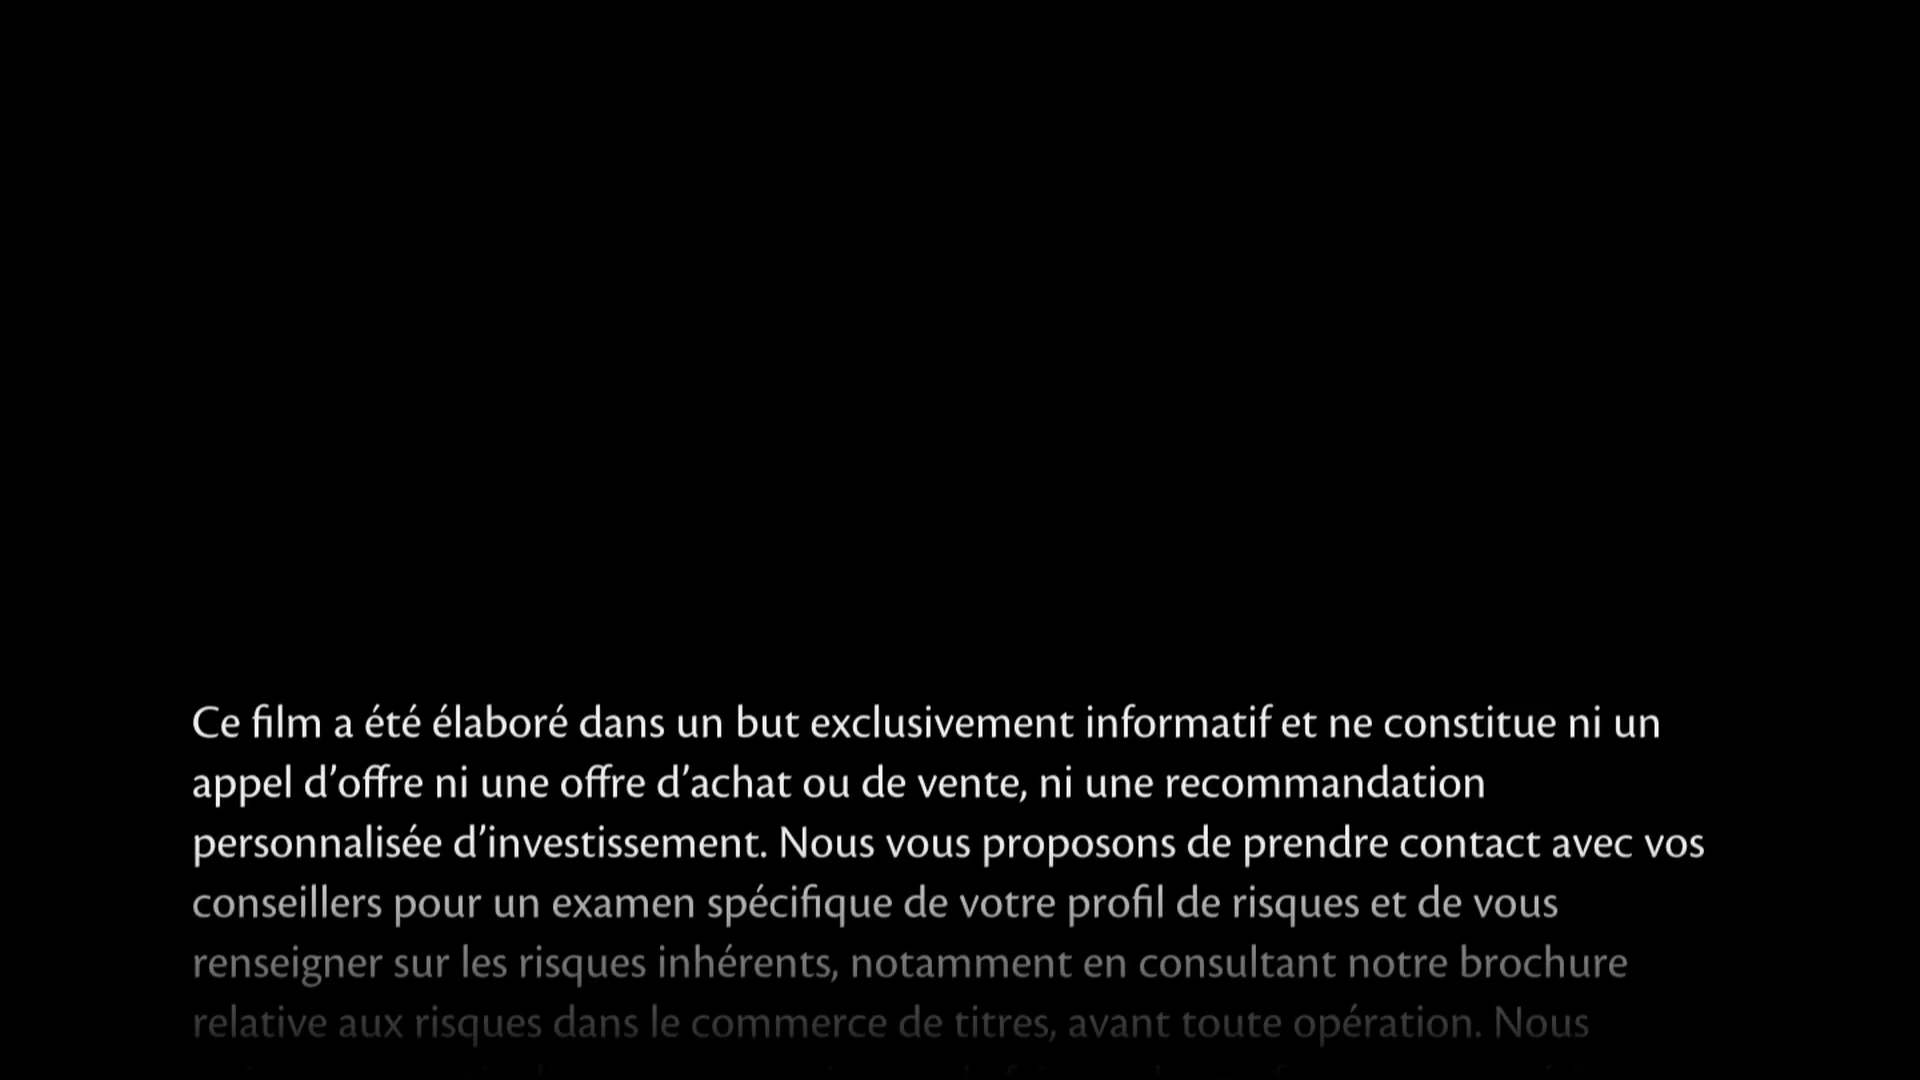 Ce film a été élaboré dans un but exclusivement informatif et ne constitue ni un
appel d’offre ni une offre d’achat ou de vente, ni une recommandation
personnalisée d’investissement. Nous vous proposons de prendre contact avec vos
conseillers pour un examen spécifique de votre profil de risques et de vous
renseigner sur les risques inhérents, notamment en consultant notre brochure
relative aux risques dans le commerce de titres, avant toute opération. Nous